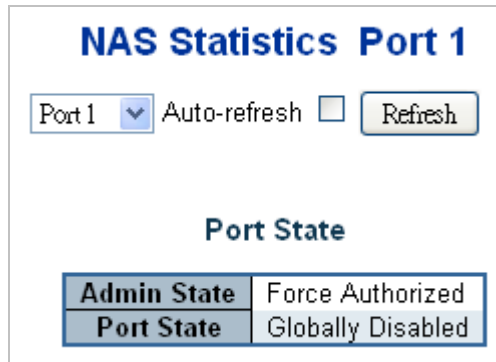 NAS Statistics Port 1
Port 1 Auto-refresh Refresh
Port State
Admin State Force Authorized
Port State Globally Disabled